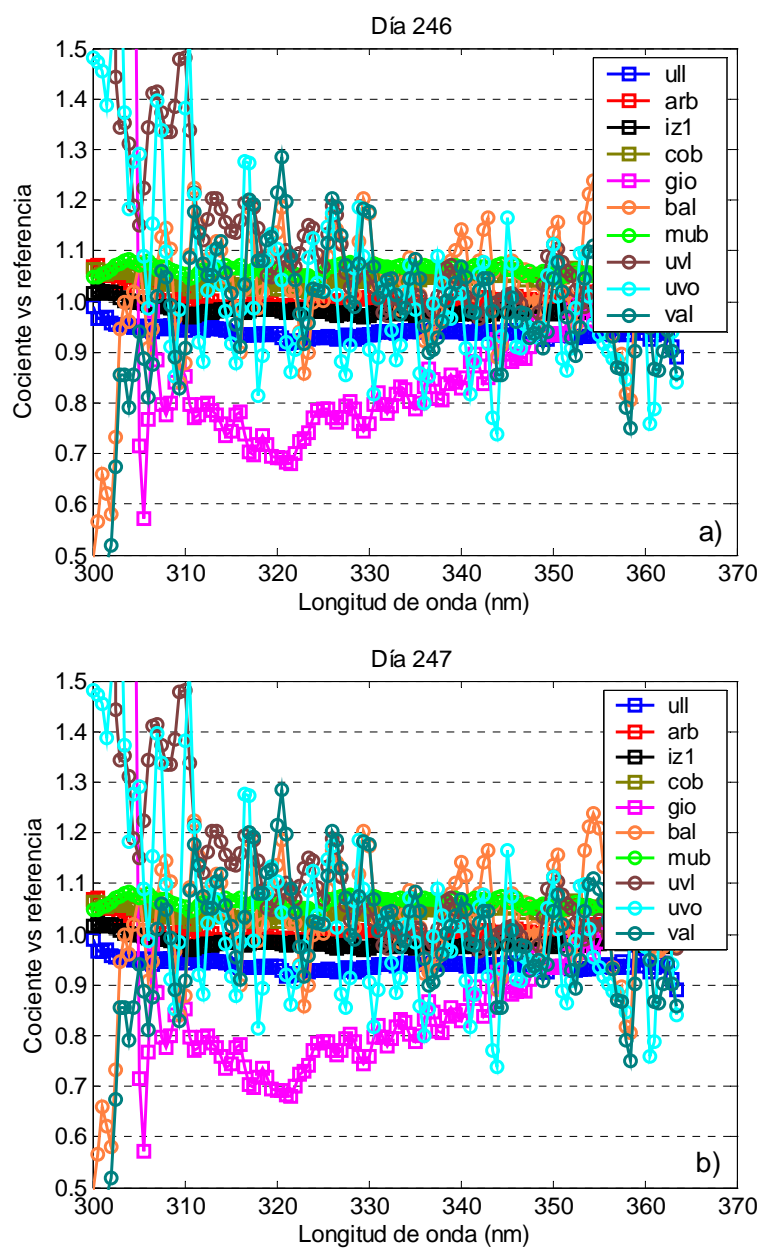 Día 246
1.5
1.4
1.3
1.2
1.1
1.0
0.9
0.8
0.7
0.6
0.5
Cociente vs referencia
ull
arb
iz1
cob
gio
bal
mub
uvl
uvo
val
a)
300 310 320 330 340 350 360 370
Longitud de onda (nm)
Día 247
1.5
1.4
1.3
1.2
1.1
1.0
0.9
0.8
0.7
0.6
0.5
Cociente vs referencia
ull
arb
iz1
cob
gio
bal
mub
uvl
uvo
val
b)
300 310 320 330 340 350 360 370
Longitud de onda (nm)